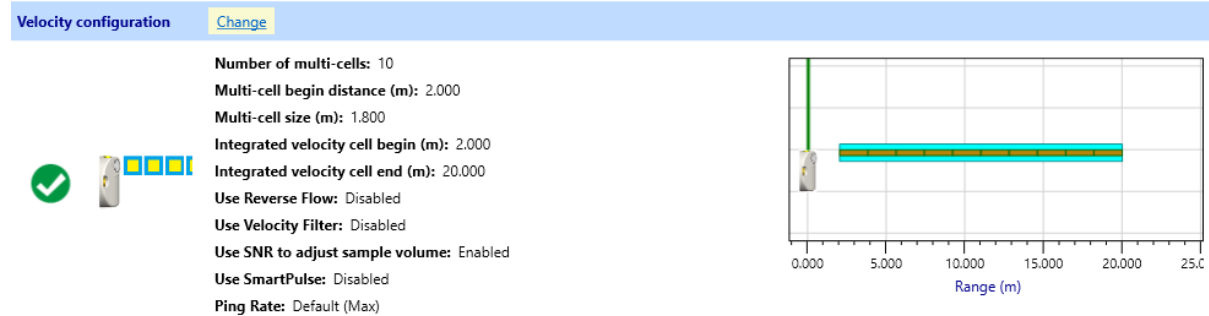 Velocity configuration Change
Number of multi-cells: 10
Multi-cell begin distance (m): 2.000
Multi-cell size (m): 1.800
Integrated velocity cell begin (m): 2.000
Integrated velocity cell end (m): 20.000
Use Reverse Flow: Disabled
Use Velocity Filter: Disabled
Use SNR to adjust sample volume: Enabled
Use SmartPulse: Disabled
Ping Rate: Default (Max)
0.000 5.000 10.000 15.000 20.000 25.0
Range (m)